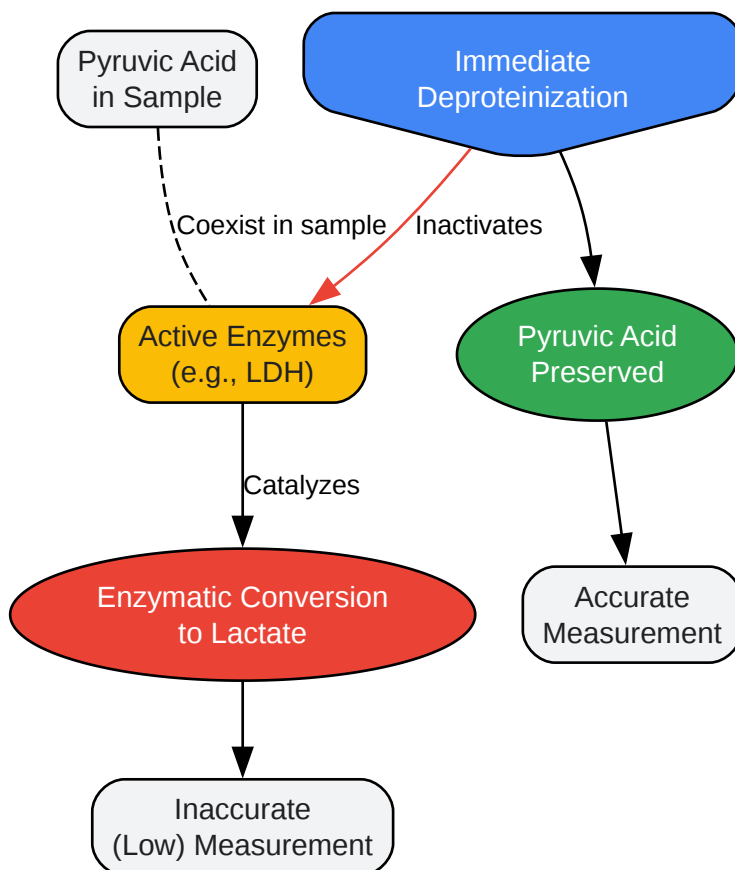 Pyruvic Acid
in Sample
Immediate
Deproteinization
Coexist in sample
Inactivates
Active Enzymes
(e.g., LDH)
Pyruvic Acid
Preserved
Catalyzes
Enzymatic Conversion
to Lactate
Accurate
Measurement
Inaccurate
(Low) Measurement